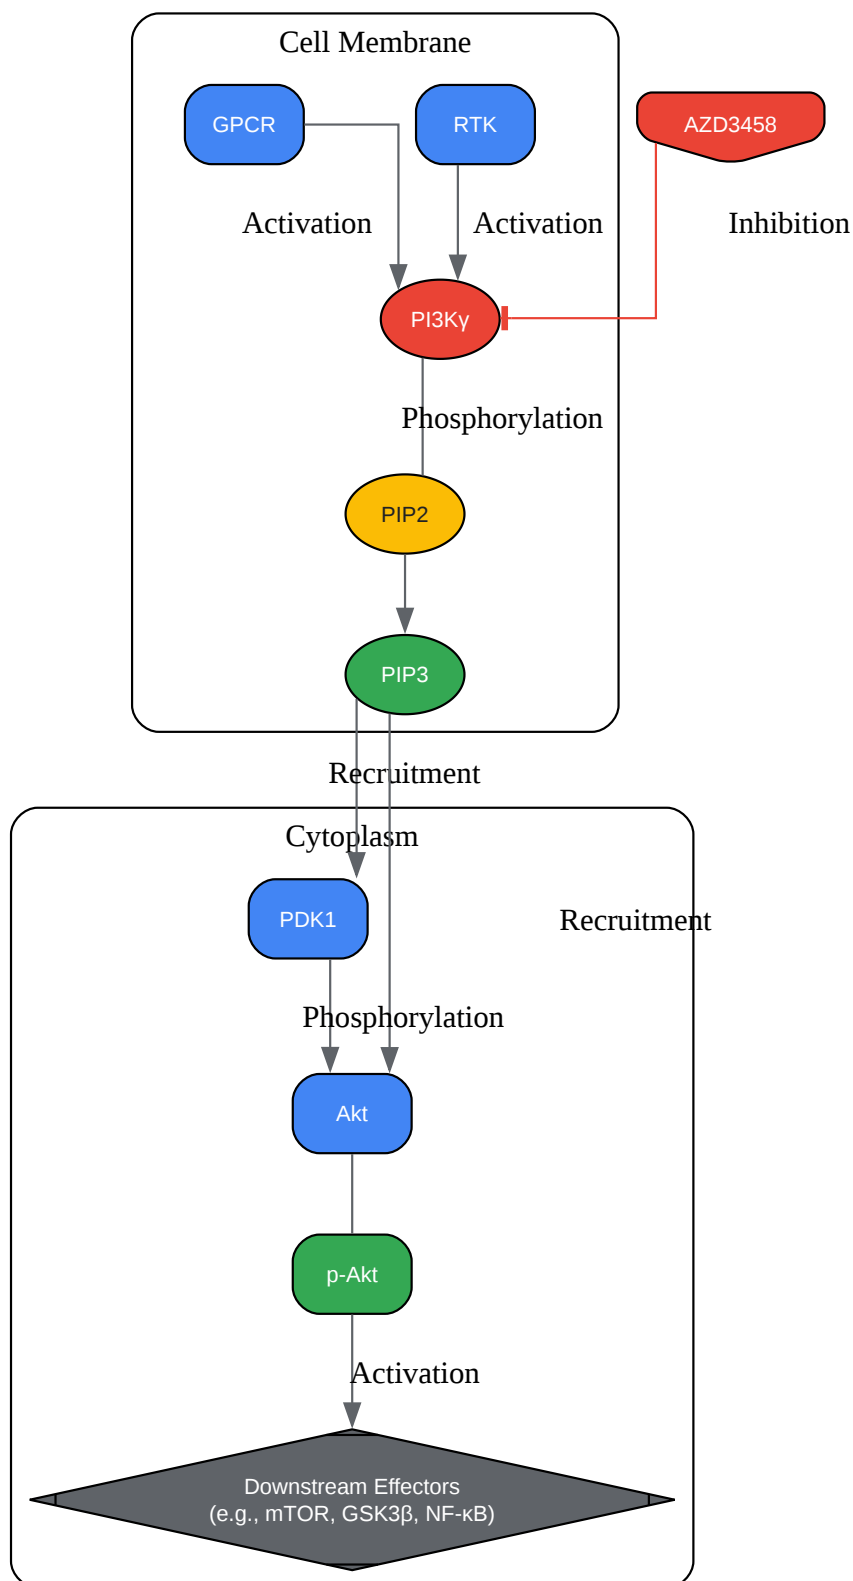 Cell Membrane
GPCR
RTK
AZD3458
Activation
Activation
Inhibition
PI3Kγ
Phosphorylation
PIP2
PIP3
Recruitment
Cytoplasm
PDK1
Recruitment
Phosphorylation
Akt
p-Akt
Activation
Downstream Effectors
(e.g., mTOR, GSK3β, NF-κB)